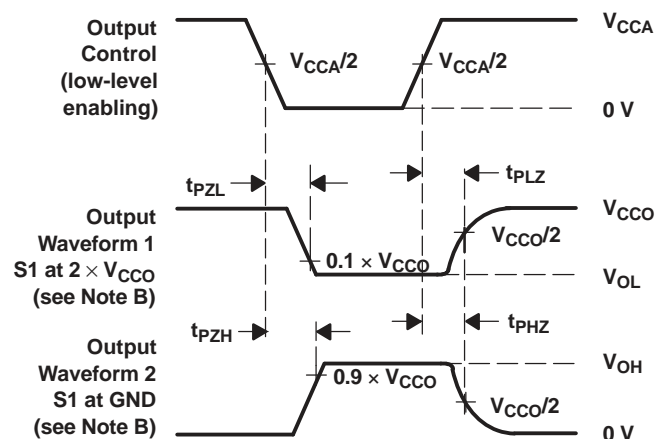 Output
Control
(low-level
enabling)
V_CCA/2
V_CCA/2
V_CCA
0 V
t_PZL
t_PLZ
Output
Waveform 1
S1 at 2 × V_CCO
(see Note B)
0.1 × V_CCO
V_CCO/2
V_CCO
V_OL
t_PZH
t_PHZ
Output
Waveform 2
S1 at GND
(see Note B)
0.9 × V_CCO
V_CCO/2
V_OH
0 V